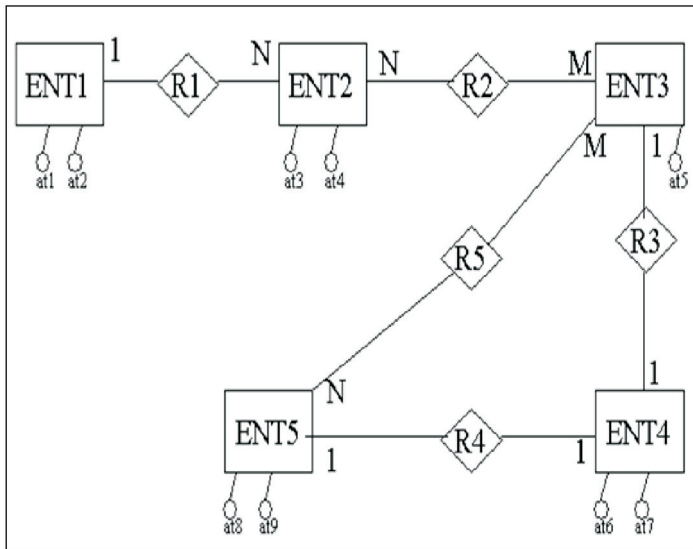 1 N N M
ENT1 R1 ENT2 R2 ENT3
at1 at2 at3 at4 M 1 at5
R5 R3
N 1
ENT5 R4 ENT4
1 1
at8 at9 at6 at7